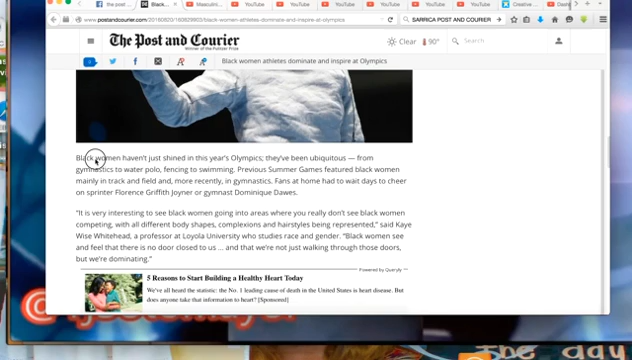 the post ...
Blac...
YouTube
YouTube
YouTube
YouTube
YouTube
YouTube
Creative ...
www.postandcourier.com/20160820/160829903/black-women-athletes-dominate-and-inspire-at-olympics
SARRICA POST AND COURIER
The Post and Courier
Winner of the Pulitzer Prize
Clear 90°
Search
Black women athletes dominate and inspire at Olympics
Black women haven't just shined in this year's Olympics; they've been ubiquitous — from
gymnastics to water polo, fencing to swimming. Previous Summer Games featured black women
mainly in track and field and, more recently, in gymnastics. Fans at home had to wait days to cheer
on sprinter Florence Griffith Joyner or gymnast Dominique Dawes.
"It is very interesting to see black women going into areas where you really don't see black women
competing, with all different body shapes, complexions and hairstyles being represented," said Kaye
Wise Whitehead, a professor at Loyola University who studies race and gender. "Black women see
and feel that there is no door closed to us ... and that we're not just walking through those doors,
but we're dominating."
Powered by
5 Reasons to Start Building a Healthy Heart Today
We've all heard the statistic: the No. 1 leading cause of death in the United States is heart disease. But
does anyone take that information to heart? [Sponsored]